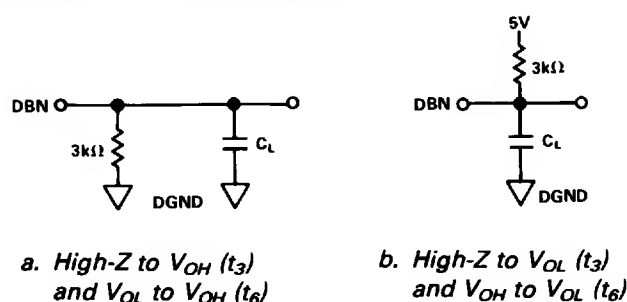 DBN
3kΩ
C_L
DGND
a. High-Z to V_OH (t_3)
and V_OL to V_OH (t_6)
5V
3kΩ
DBN
C_L
DGND
b. High-Z to V_OL (t_3)
and V_OH to V_OL (t_6)